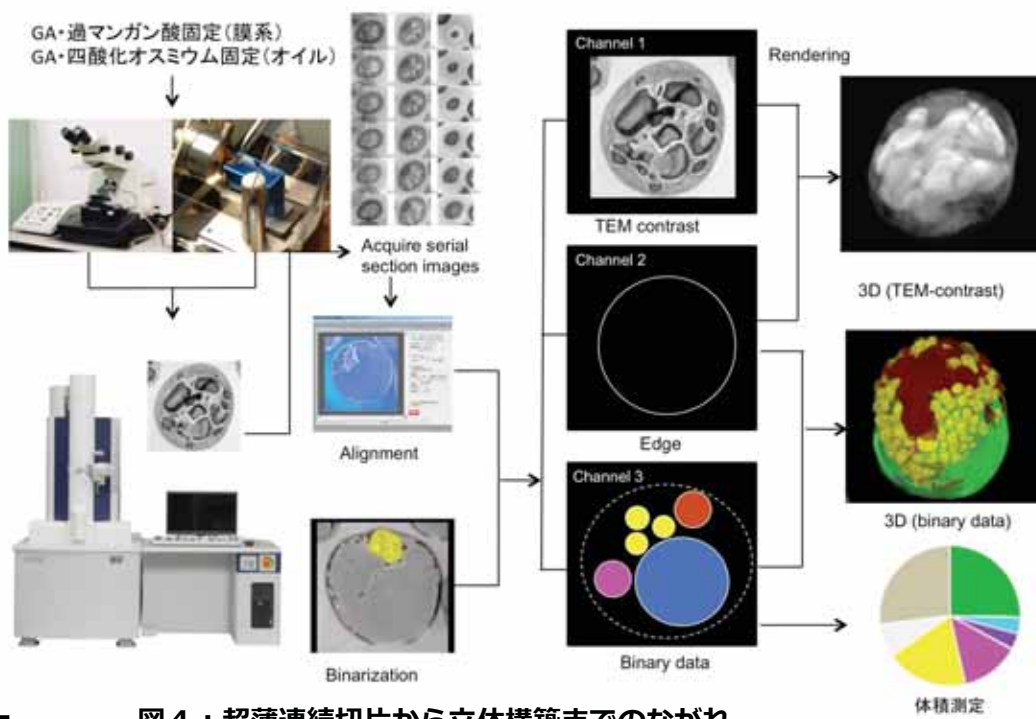 GA・過マンガン酸固定(膜系)
GA・四酸化オスミウム固定(オイル)
Acquire serial
section images
Alignment
Binarization
Channel 1
TEM contrast
Channel 2
Edge
Channel 3
Binary data
Rendering
3D (TEM-contrast)
3D (binary data)
体積測定
図4:超薄連続切片から立体構築までのながれ